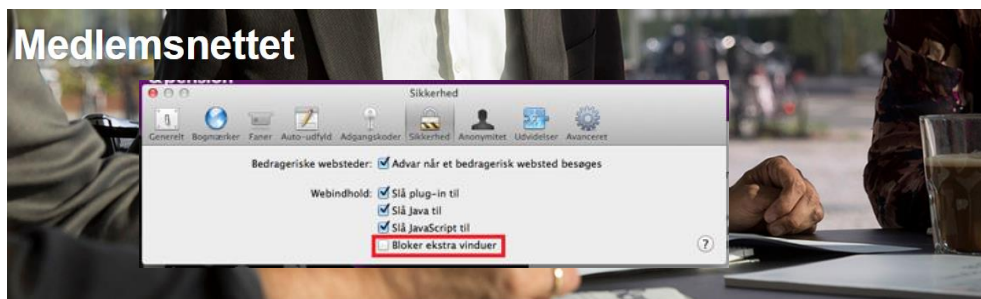 Medlemsnettet
& pension
Sikkerhed
Generelt Bogmærker Faner Auto-udfyld Adgangskoder Sikkerhed Anonymitet Udvidelser Avanceret
Bedrageriske websteder: Advar når et bedragerisk websted besøges
Webindhold: Slå plug-in til
Slå Java til
Slå JavaScript til
Bloker ekstra vinduer
?